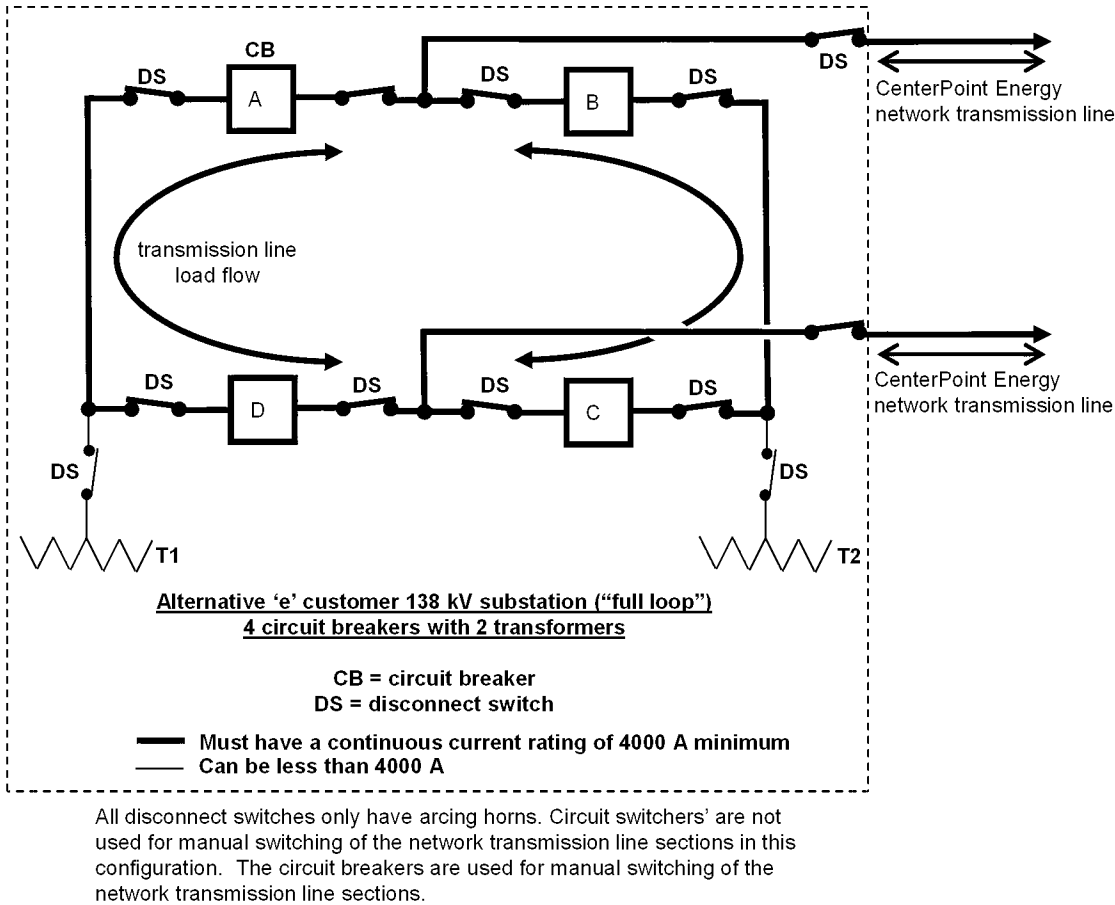 CB
DS
DS
DS
DS
A
B
CenterPoint Energy
network transmission line
transmission line
load flow
DS
DS
DS
DS
D
C
CenterPoint Energy
network transmission line
DS
DS
T1
T2
Alternative ‘e’ customer 138 kV substation (“full loop”)
4 circuit breakers with 2 transformers
CB = circuit breaker
DS = disconnect switch
Must have a continuous current rating of 4000 A minimum
Can be less than 4000 A
All disconnect switches only have arcing horns. Circuit switchers’ are not
used for manual switching of the network transmission line sections in this
configuration. The circuit breakers are used for manual switching of the
network transmission line sections.